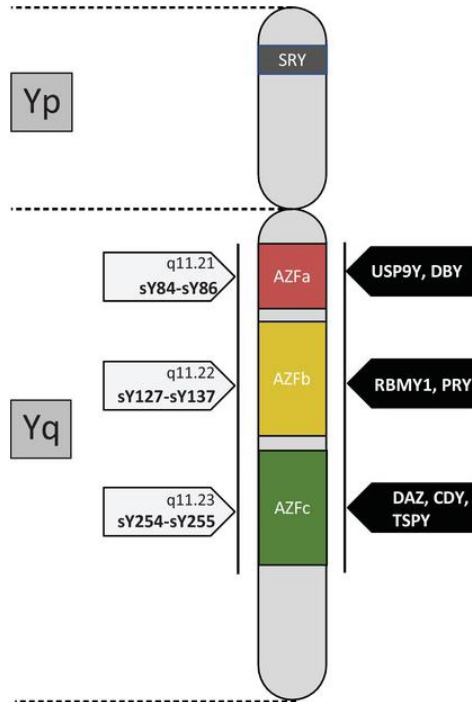 SRY
Yp
q11.21
sY84-sY86
AZFa
USP9Y, DBY
q11.22
sY127-sY137
AZFb
RBMY1, PRY
Yq
q11.23
sY254-sY255
AZFc
DAZ, CDY,
TSPY